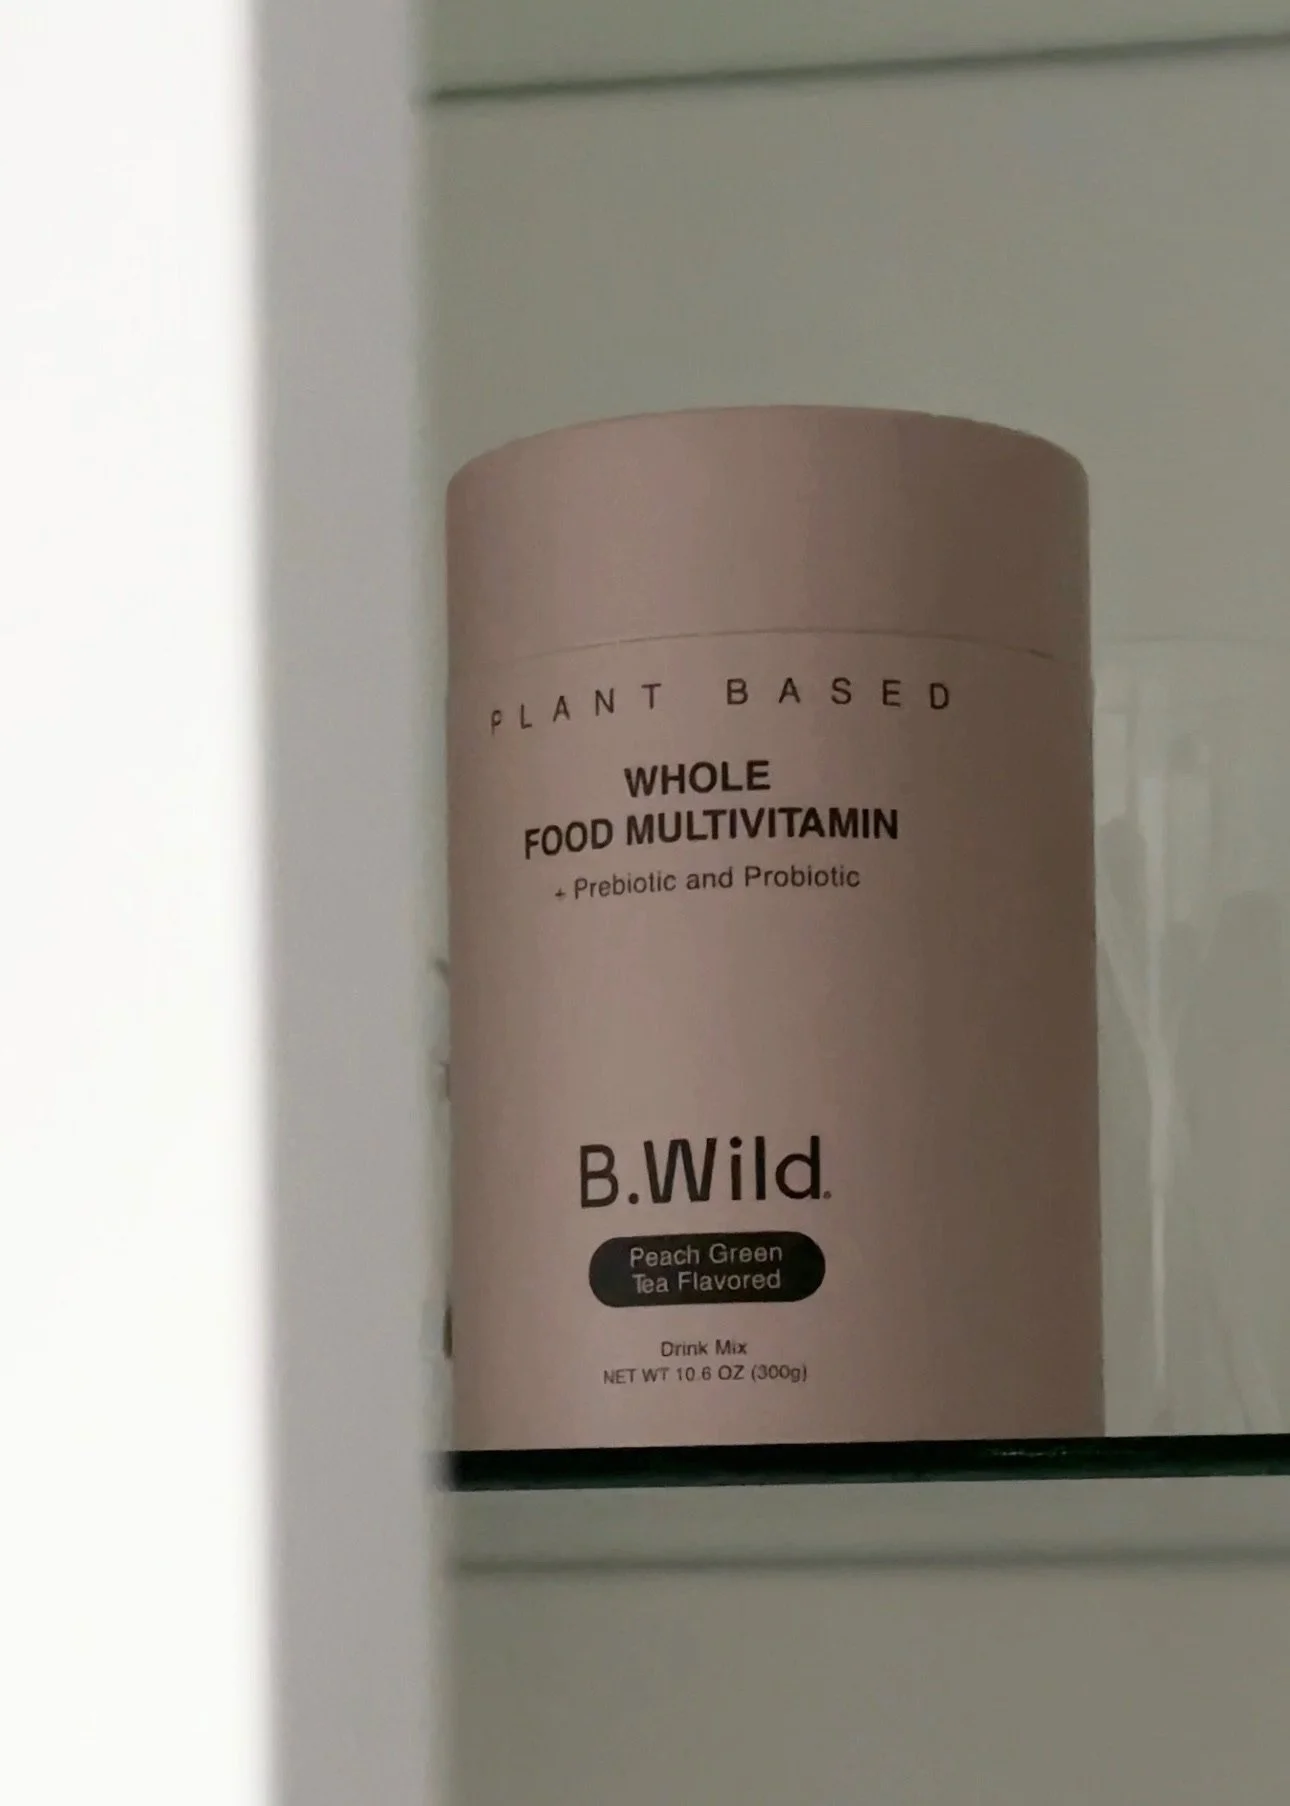 PLANT BASED
WHOLE
FOOD MULTIVITAMIN
+ Prebiotic and Probiotic
B.Wild
Peach Green
Tea Flavored
Drink Mix
NET WT 10.6 OZ (300g)